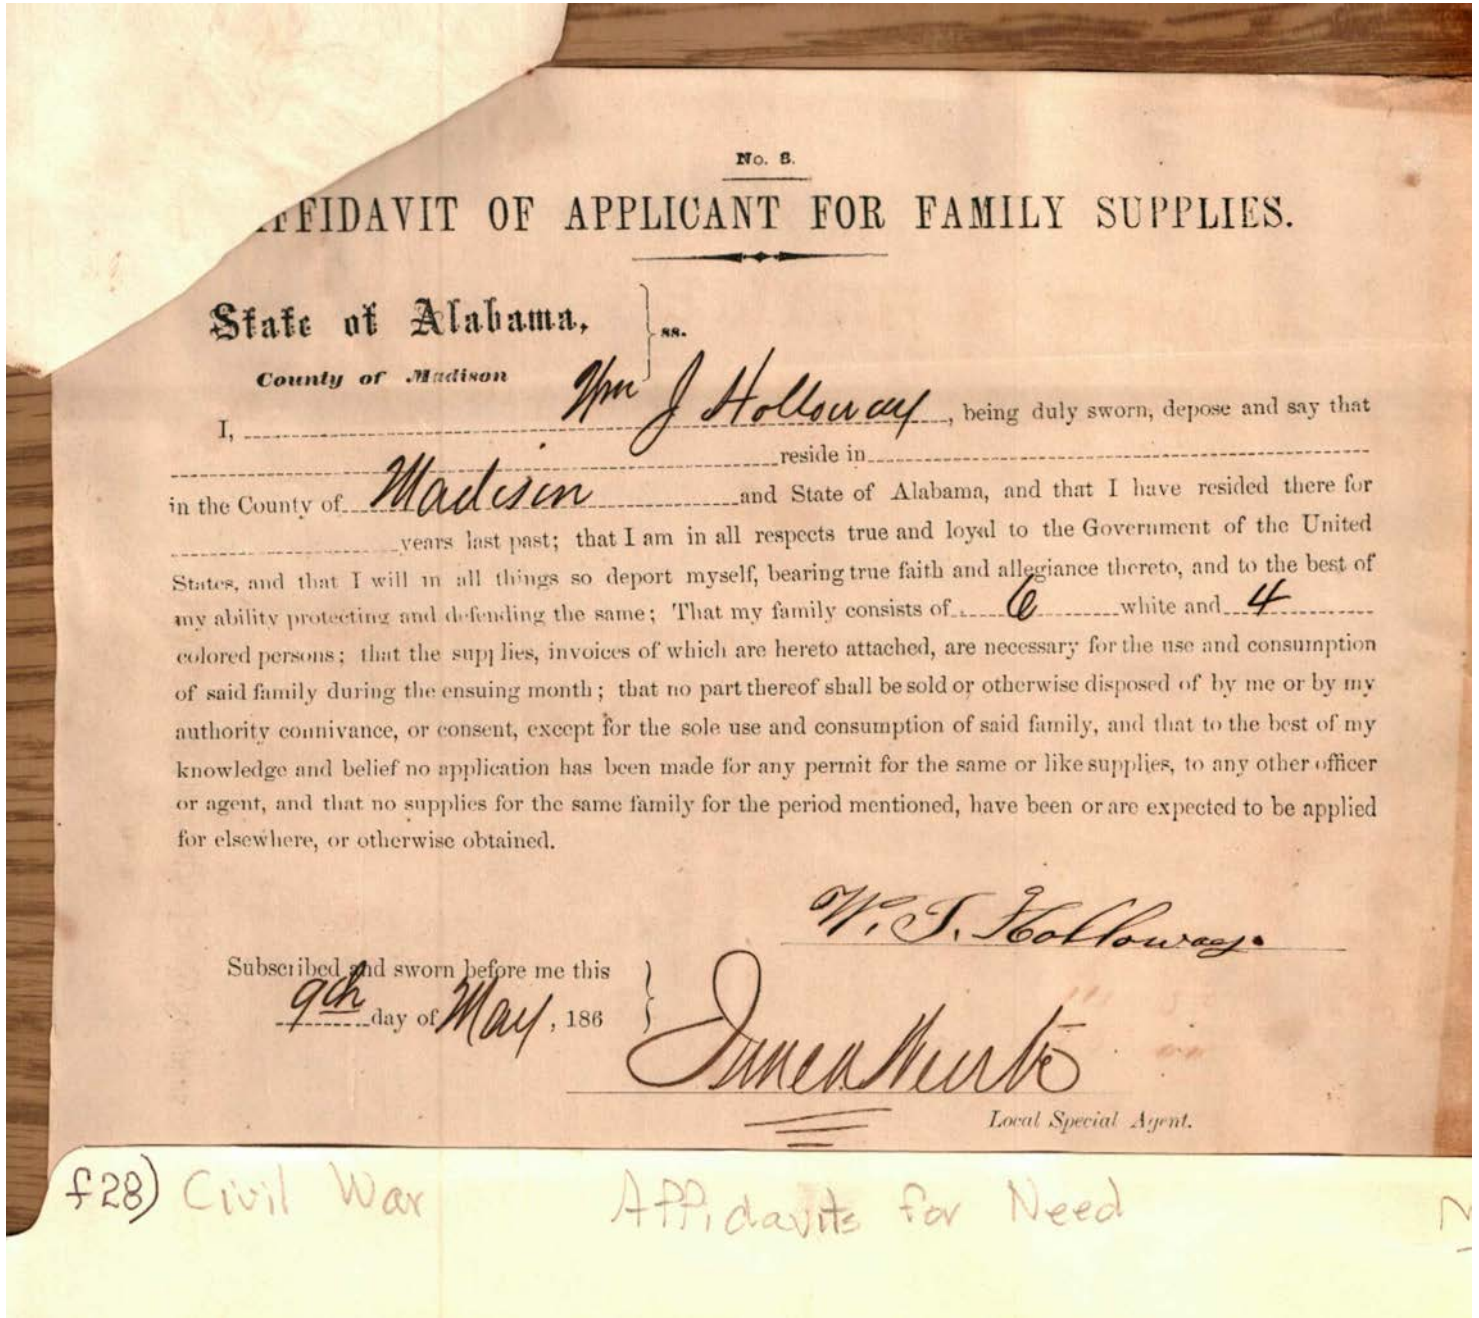 No. 8.
FFIDAVIT OF APPLICANT FOR FAMILY SUPPLIES.
State of Alabama, } ss.
County of Madison
I, Wm J Holloway, being duly sworn, depose and say that
reside in
in the County of Madison and State of Alabama, and that I have resided there for
years last past; that I am in all respects true and loyal to the Government of the United
States, and that I will in all things so deport myself, bearing true faith and allegiance thereto, and to the best of
my ability protecting and defending the same; That my family consists of 6 white and 4
colored persons; that the supplies, invoices of which are hereto attached, are necessary for the use and consumption
of said family during the ensuing month; that no part thereof shall be sold or otherwise disposed of by me or by my
authority connivance, or consent, except for the sole use and consumption of said family, and that to the best of my
knowledge and belief no application has been made for any permit for the same or like supplies, to any other officer
or agent, and that no supplies for the same family for the period mentioned, have been or are expected to be applied
for elsewhere, or otherwise obtained.
W. J. Holloway.
Subscribed and sworn before me this }
9th day of May, 186
Local Special Agent.
f28) Civil War Affidavits for Need